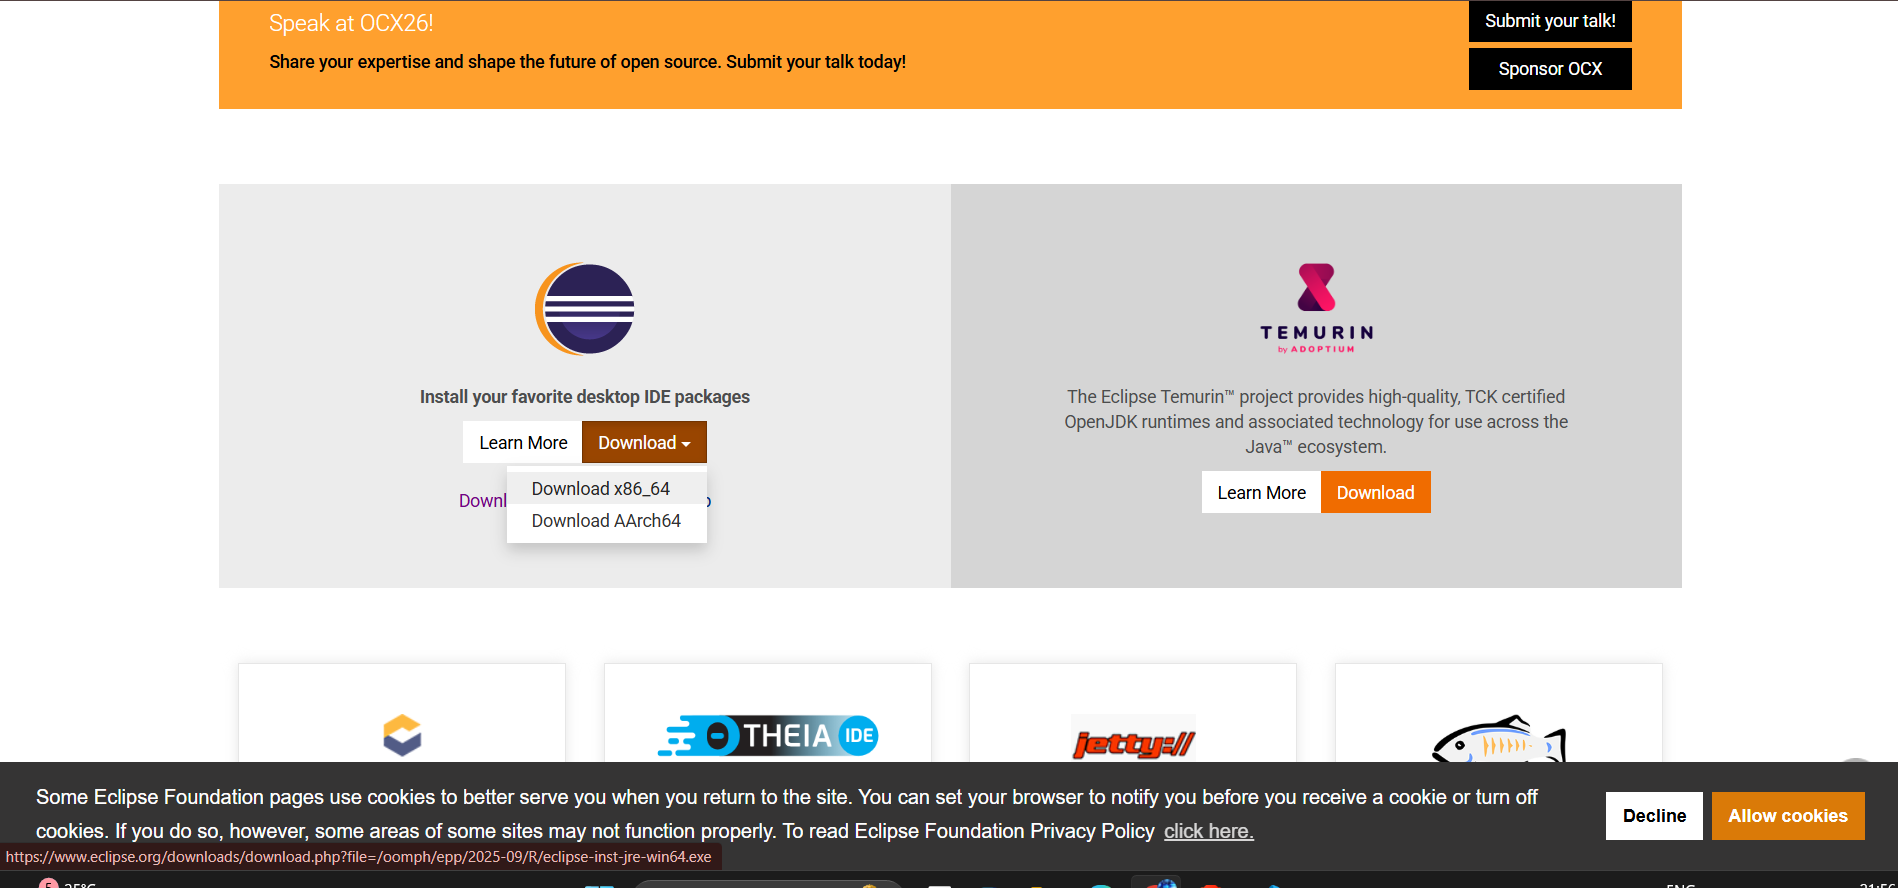 Speak at OCX26!
Submit your talk!
Share your expertise and shape the future of open source. Submit your talk today!
Sponsor OCX
Install your favorite desktop IDE packages
Learn More
Download
Download x86_64
Download AArch64
TEMURIN
by ADOPTIUM
The Eclipse Temurin™ project provides high-quality, TCK certified
OpenJDK runtimes and associated technology for use across the
Java™ ecosystem.
Learn More
Download
THEIA IDE
jetty://
Some Eclipse Foundation pages use cookies to better serve you when you return to the site. You can set your browser to notify you before you receive a cookie or turn off
cookies. If you do so, however, some areas of some sites may not function properly. To read Eclipse Foundation Privacy Policy click here.
Decline
Allow cookies
https://www.eclipse.org/downloads/download.php?file=/oomph/epp/2025-09/R/eclipse-inst-jre-win64.exe